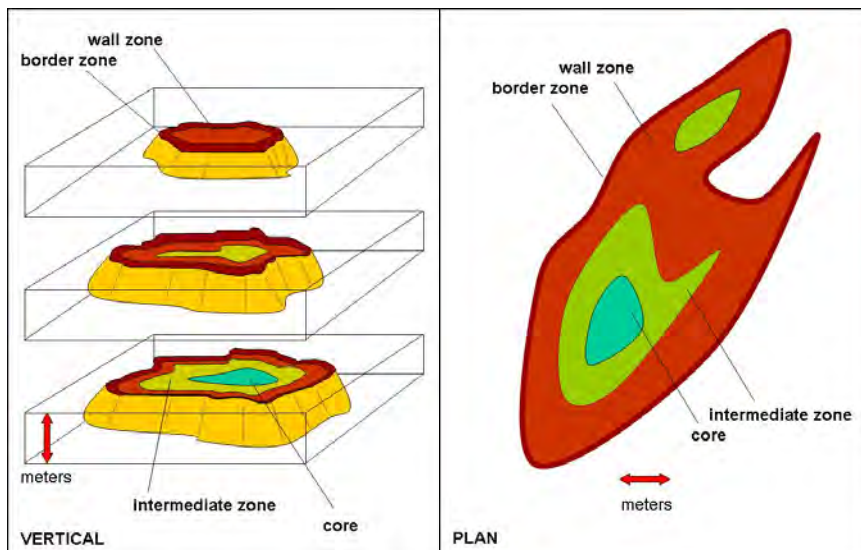 wall zone
border zone
meters
intermediate zone
core
VERTICAL
wall zone
border zone
intermediate zone
core
meters
PLAN